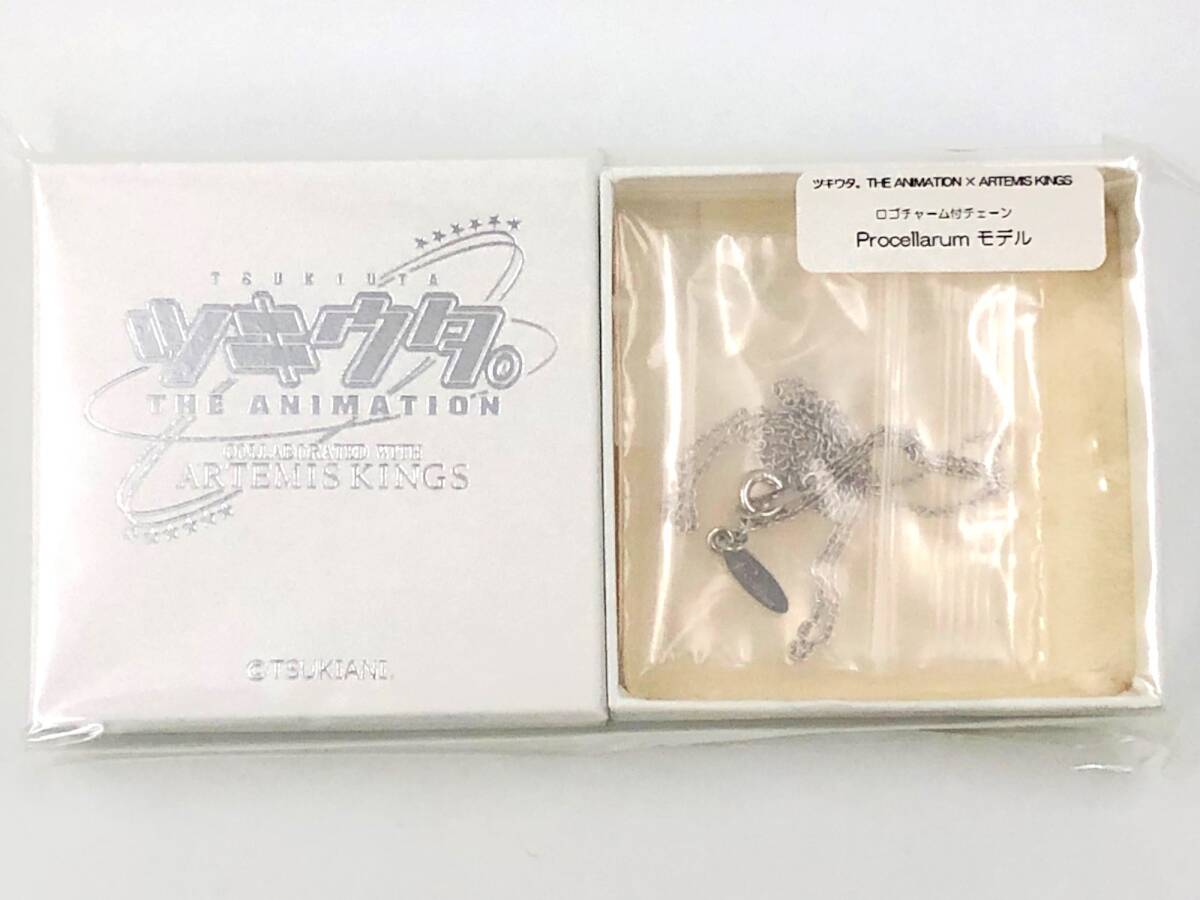 TSUKIUTA
ツキウタ。
THE ANIMATION
COLLABORATED WITH
ARTEMIS KINGS
©TSUKIANI.
ツキウタ。THE ANIMATION × ARTEMIS KINGS
ロゴチャーム付チェーン
Procellarum モデル